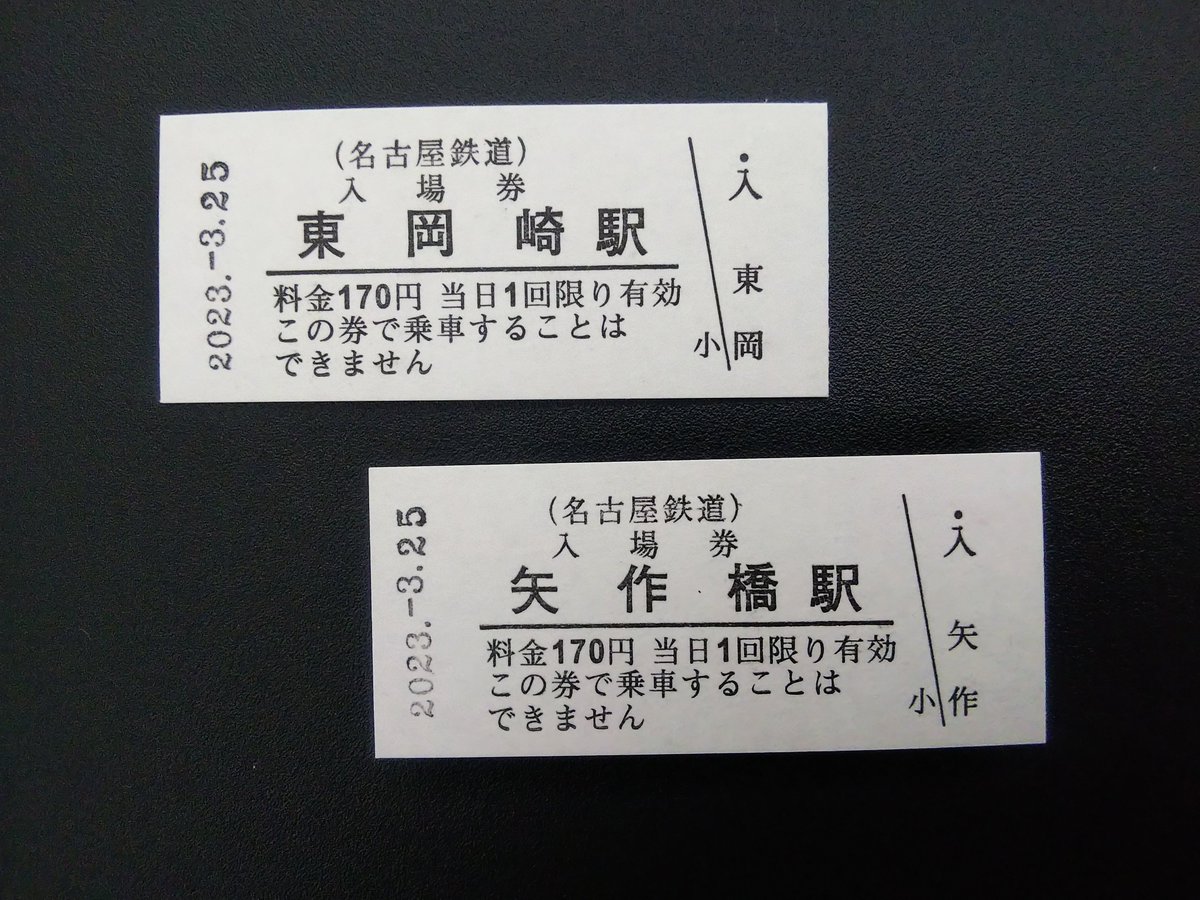 2023.-3.25
(名古屋鉄道)
入場券
東岡崎駅
料金170円 当日1回限り有効
この券で乗車することは
できません
小
・入
東
岡
2023.-3.25
(名古屋鉄道)
入場券
矢作橋駅
料金170円 当日1回限り有効
この券で乗車することは
できません
小
・入
矢
作